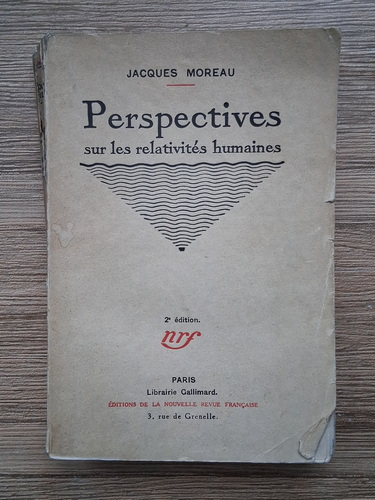 JACQUES MOREAU
Perspectives
sur les relativités humaines
2e édition.
nrf
PARIS
Librairie Gallimard.
ÉDITIONS DE LA NOUVELLE REVUE FRANÇAISE
3, rue de Grenelle.